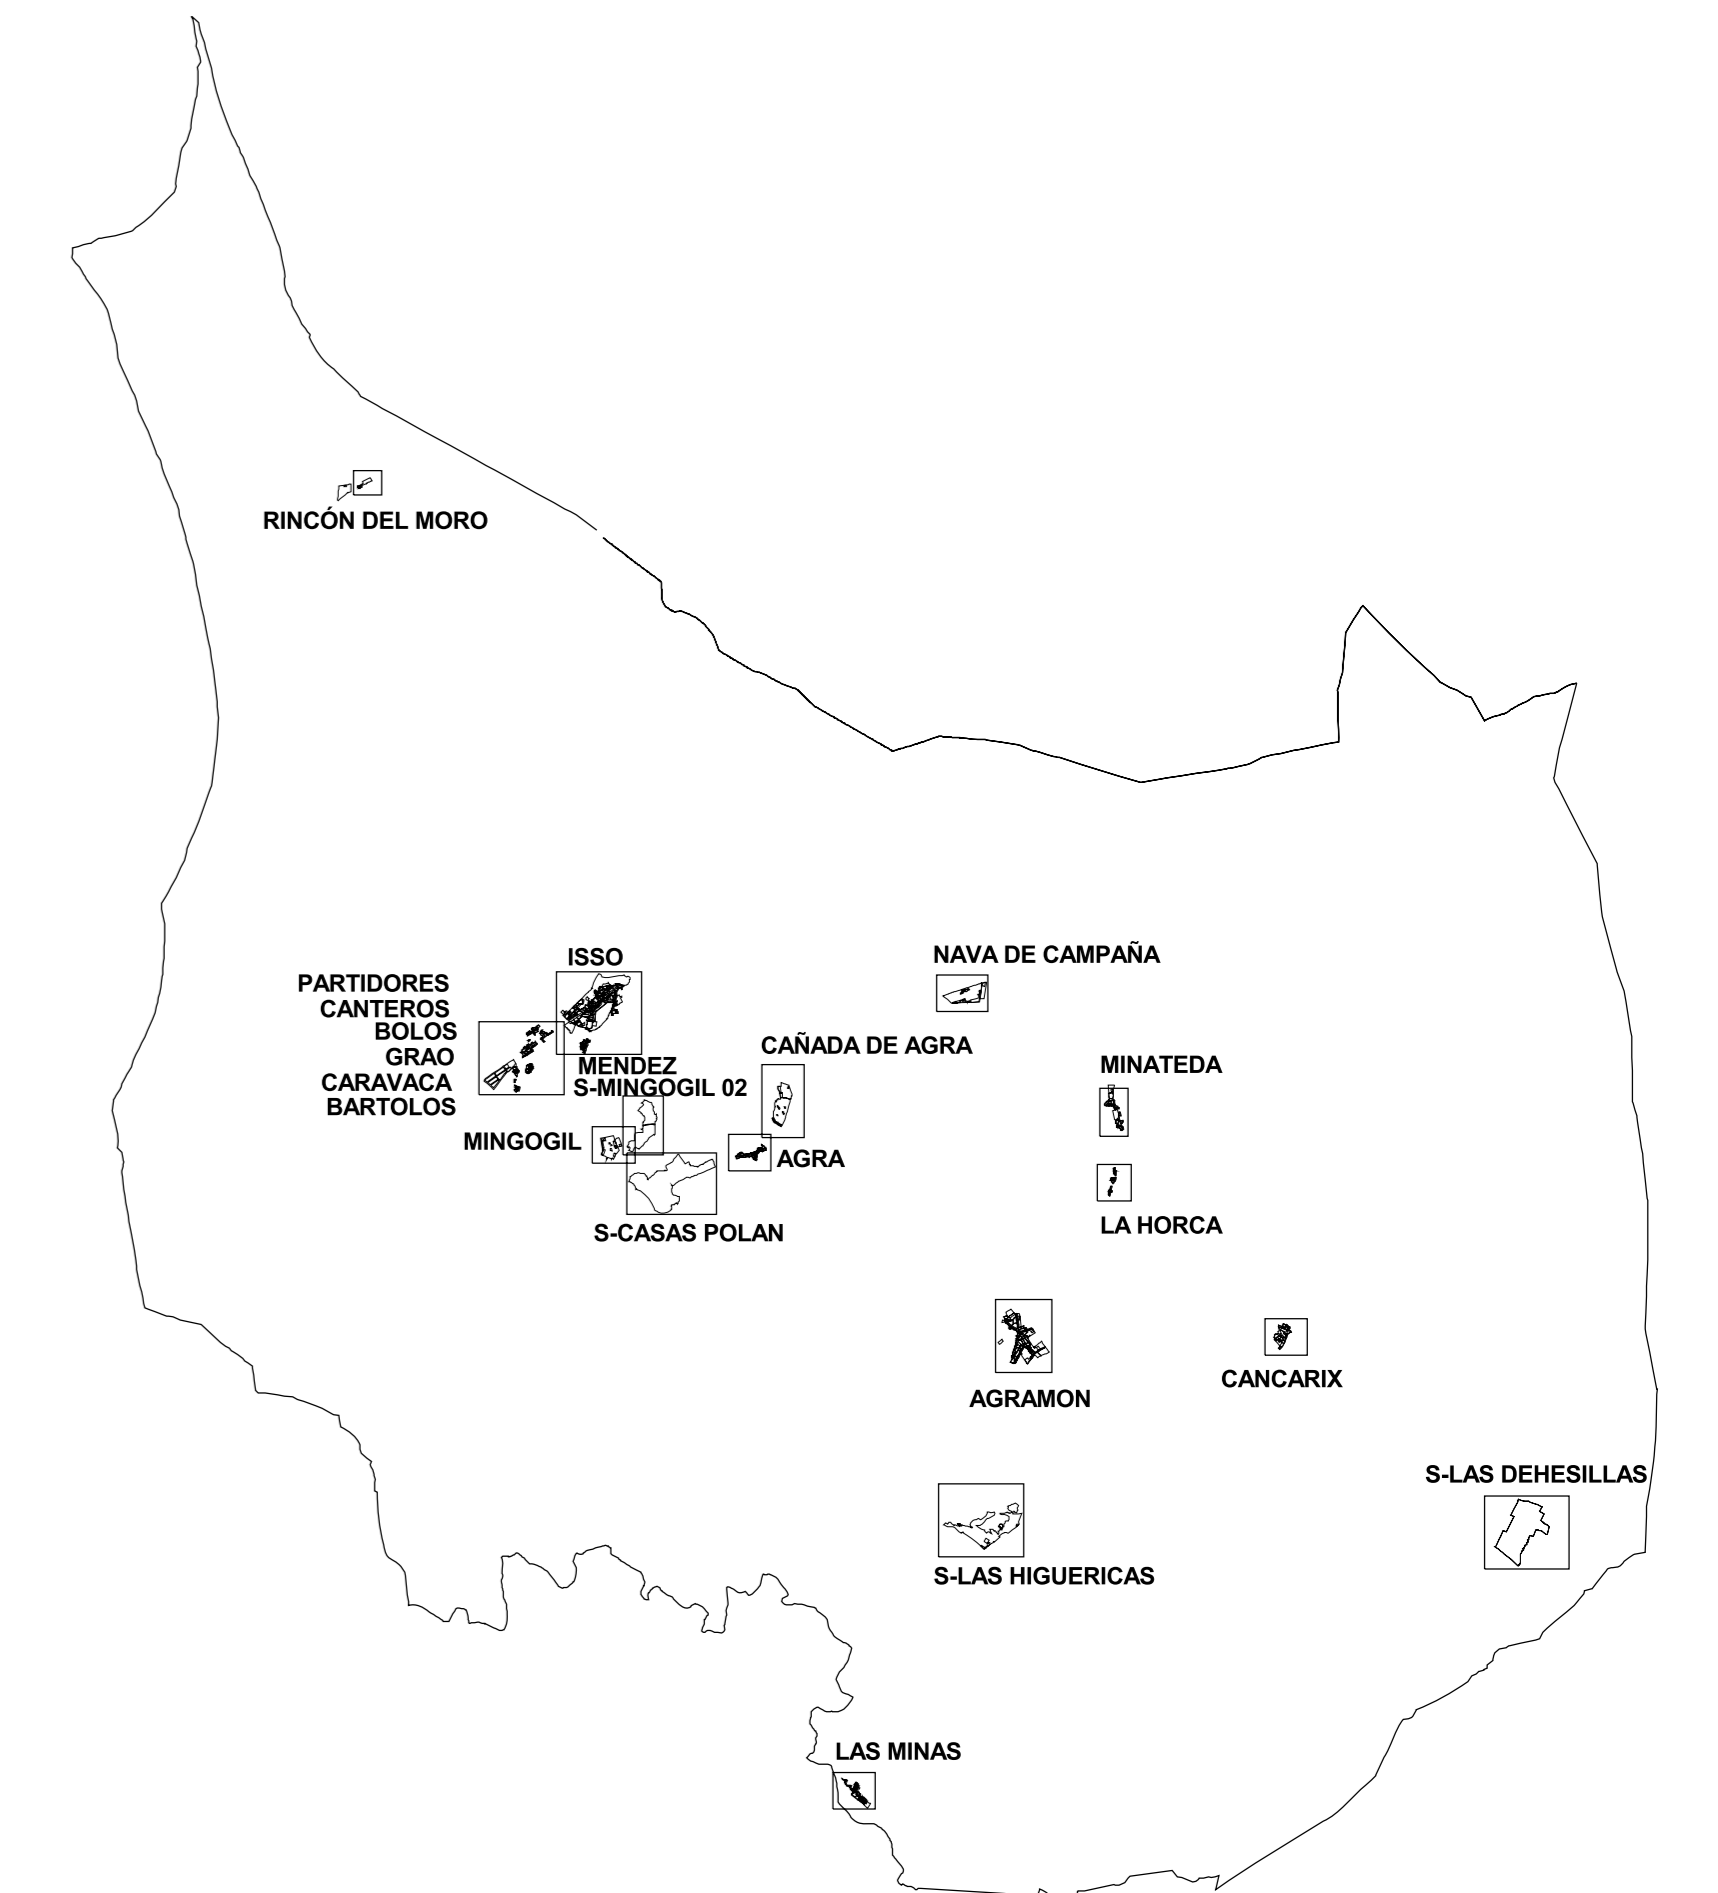 RINCÓN DEL MORO
ISSO
NAVA DE CAMPAÑA
PARTIDORES
CANTEROS
BOLOS
GRAO
CARAVACA
BARTOLOS
CAÑADA DE AGRA
MENDEZ
S-MINGOGIL 02
MINATEDA
MINGOGIL
AGRA
S-CASAS POLAN
LA HORCA
AGRAMON
CANCARIX
S-LAS DEHESILLAS
S-LAS HIGUERICAS
LAS MINAS